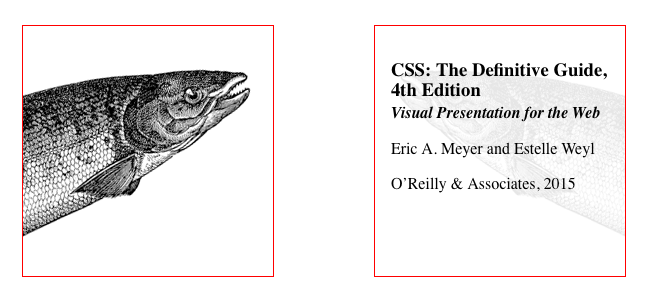 CSS: The Definitive Guide,
4th Edition
Visual Presentation for the Web
Eric A. Meyer and Estelle Weyl
O’Reilly & Associates, 2015